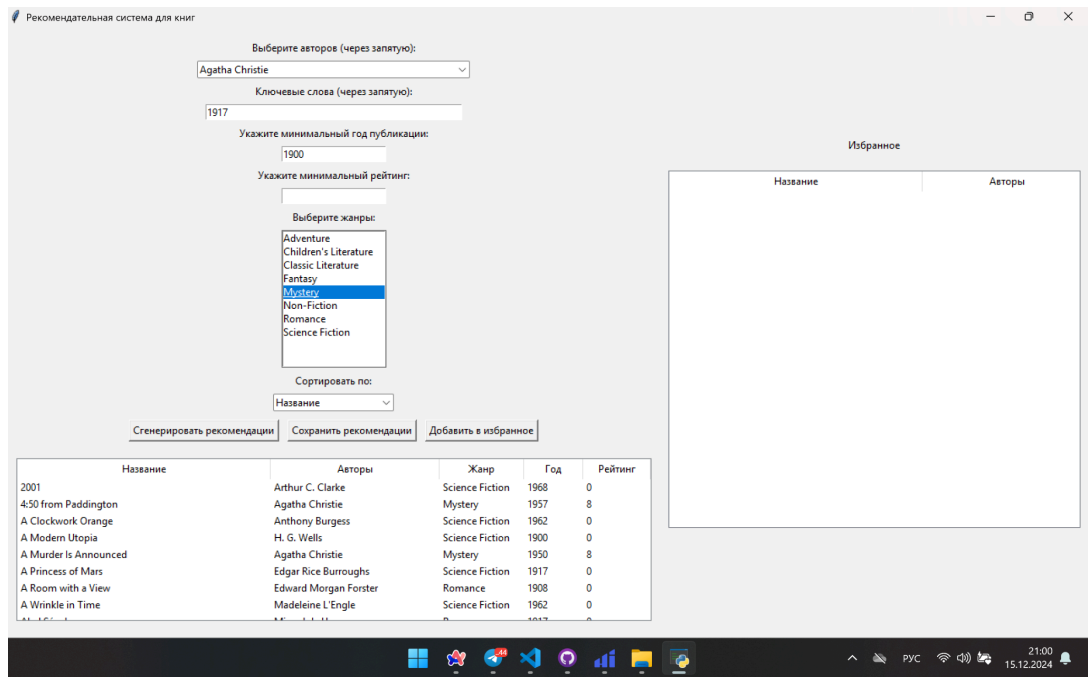 Рекомендательная система для книг
Выберите авторов (через запятую):
Agatha Christie
Ключевые слова (через запятую):
1917
Укажите минимальный год публикации:
1900
Укажите минимальный рейтинг:
Выберите жанры:
Adventure
Children's Literature
Classic Literature
Fantasy
Mystery
Non-Fiction
Romance
Science Fiction
Сортировать по:
Название
Сгенерировать рекомендации Сохранить рекомендации Добавить в избранное
Название Авторы Жанр Год Рейтинг
2001 Arthur C. Clarke Science Fiction 1968 0
4:50 from Paddington Agatha Christie Mystery 1957 8
A Clockwork Orange Anthony Burgess Science Fiction 1962 0
A Modern Utopia H. G. Wells Science Fiction 1900 0
A Murder Is Announced Agatha Christie Mystery 1950 8
A Princess of Mars Edgar Rice Burroughs Science Fiction 1917 0
A Room with a View Edward Morgan Forster Romance 1908 0
A Wrinkle in Time Madeleine L'Engle Science Fiction 1962 0
Избранное
Название Авторы
44
РУС
21:00
15.12.2024